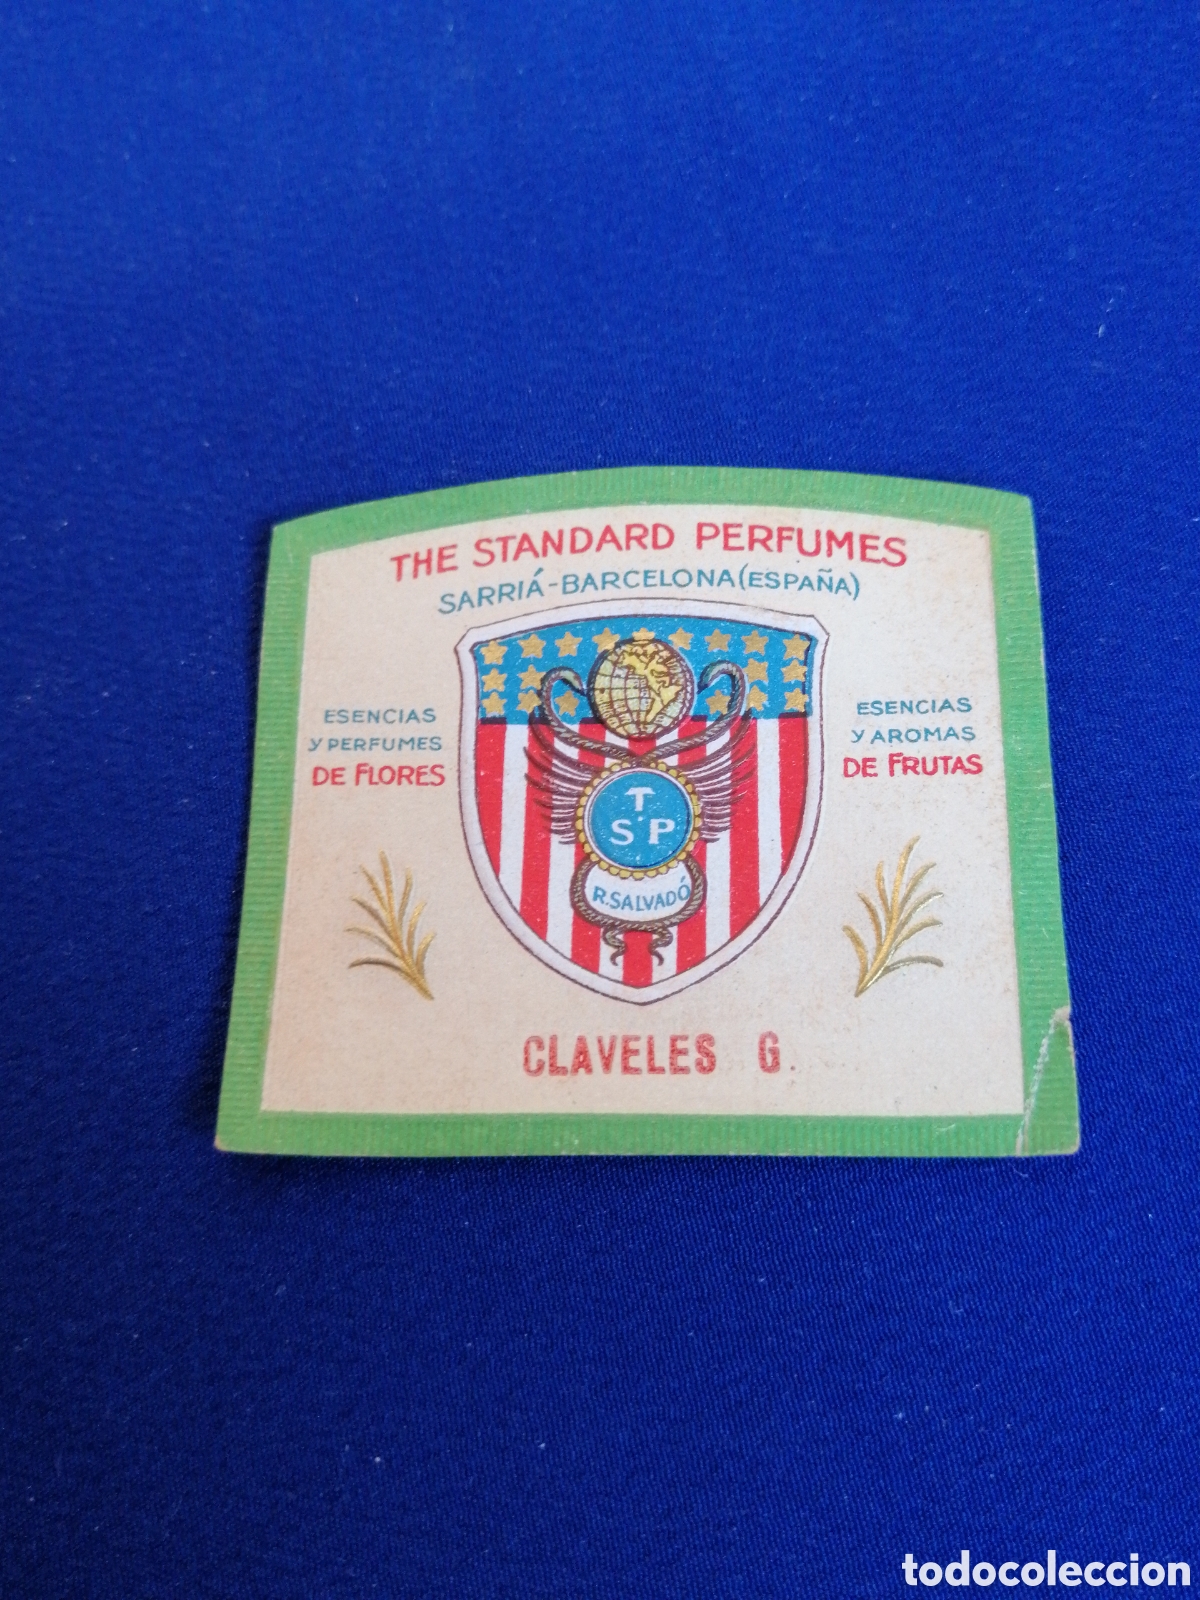 THE STANDARD PERFUMES
SARRIÁ-BARCELONA (ESPAÑA)
ESENCIAS
Y PERFUMES
DE FLORES
ESENCIAS
Y AROMAS
DE FRUTAS
T
S.P
R. SALVADÓ
CLAVELES G.
todocoleccion